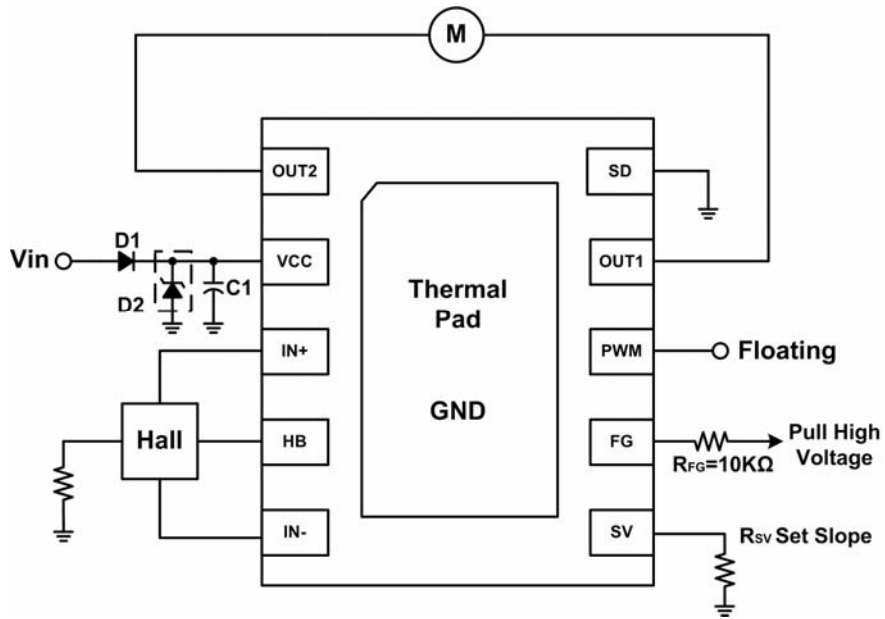 M
OUT2
SD
D1
Vin
VCC
OUT1
D2
C1
Thermal
Pad
IN+
PWM
Floating
GND
Hall
HB
FG
Pull High
Voltage
RFG=10KΩ
IN-
SV
RSV Set Slope